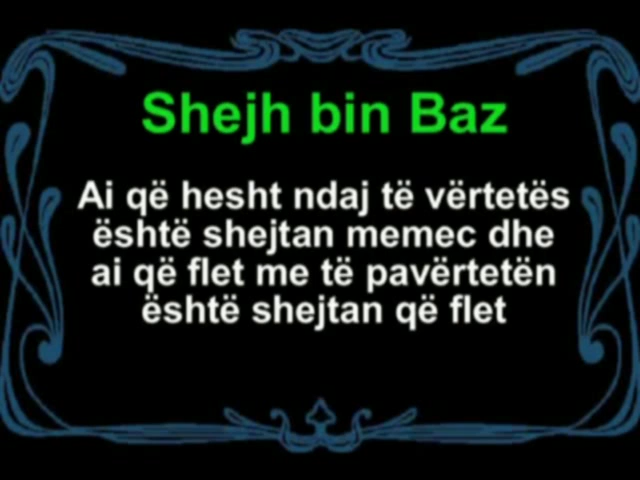 Shejh bin Baz
Ai që hesht ndaj të vërtetës
është shejtan memec dhe
ai që flet me të pavërtetën
është shejtan që flet